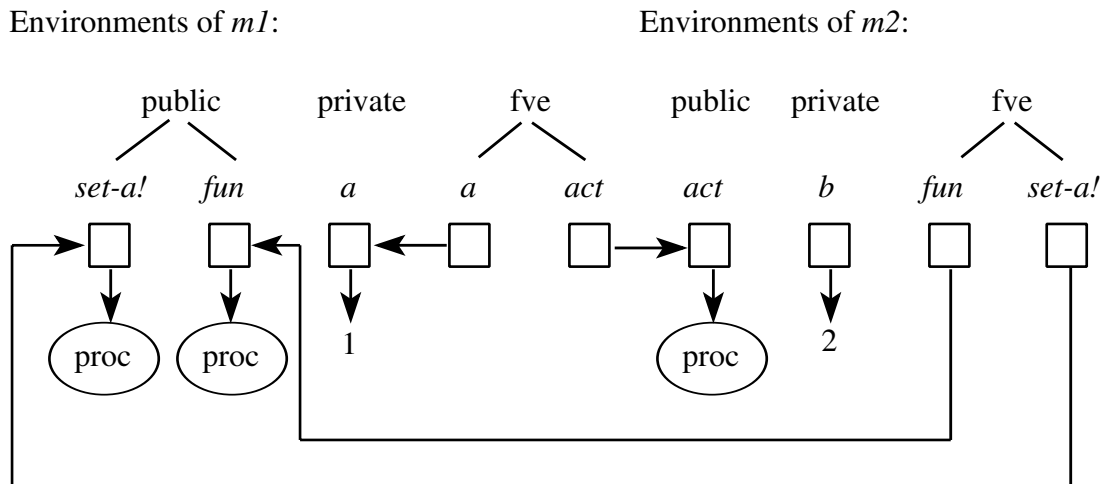 Environments of m1: Environments of m2:
public private fve public private fve
set-a! fun a a act act b fun set-a!
1 2
proc proc proc